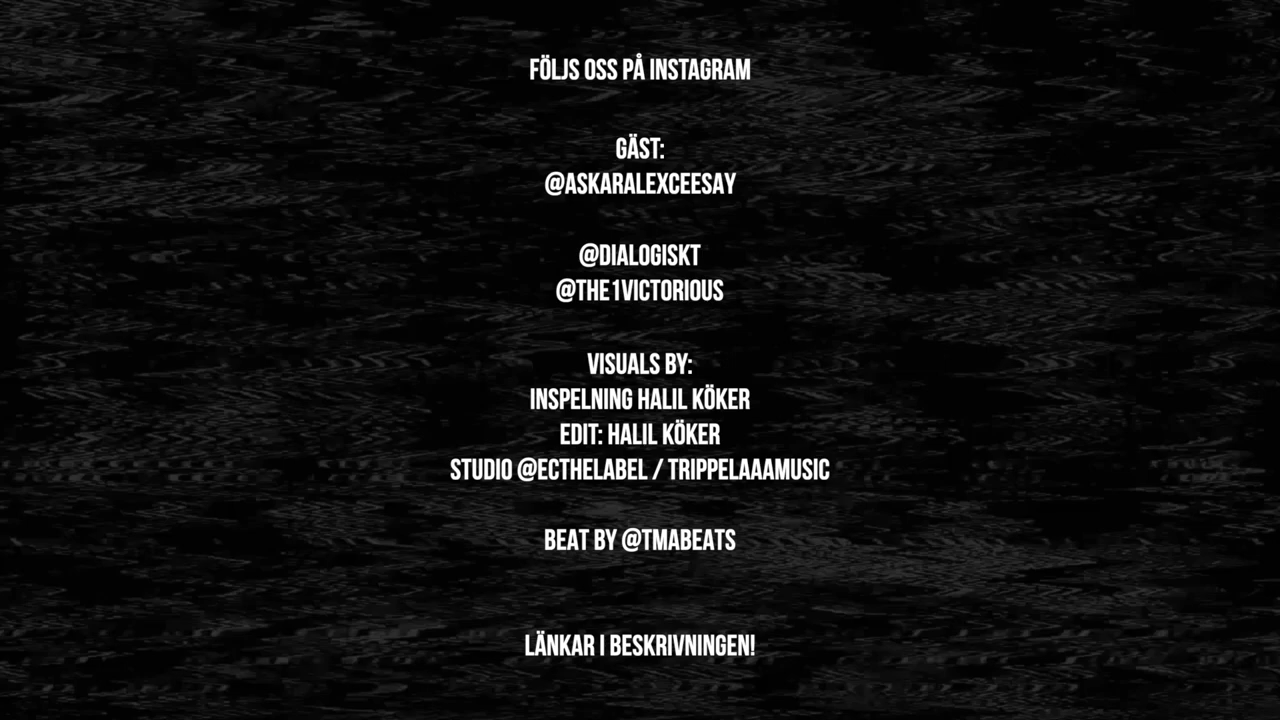 FÖLJS OSS PÅ INSTAGRAM
GÄST:
@ASKARALEXCEESAY
@DIALOGISKT
@THE1VICTORIOUS
VISUALS BY:
INSPELNING HALIL KÖKER
EDIT: HALIL KÖKER
STUDIO @ECTHELABEL / TRIPPELAAAMUSIC
BEAT BY @TMABEATS
LÄNKAR I BESKRIVNINGEN!